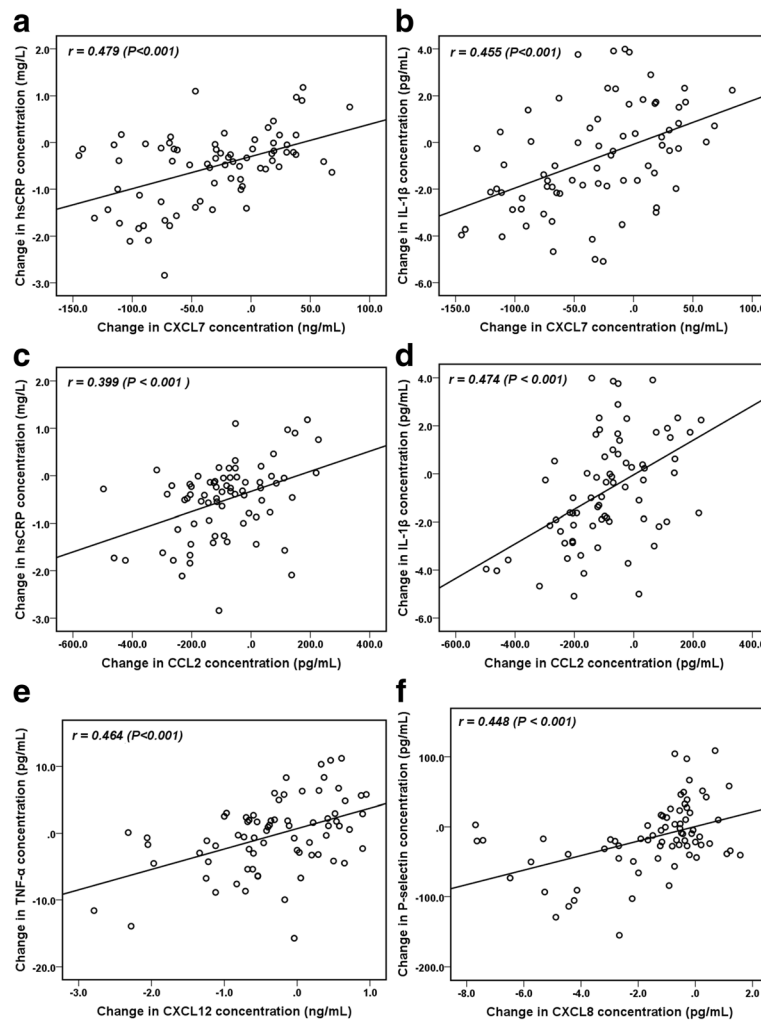 a
r = 0.479 (P<0.001)
Change in hsCRP concentration (mg/L)
2.0
1.0
.0
-1.0
-2.0
-3.0
-150.0 -100.0 -50.0 .0 50.0 100.0
Change in CXCL7 concentration (ng/mL)
b
r = 0.455 (P<0.001)
Change in IL-1β concentration (pg/mL)
4.0
2.0
.0
-2.0
-4.0
-6.0
-150.0 -100.0 -50.0 .0 50.0 100.0
Change in CXCL7 concentration (ng/mL)
c
r = 0.399 (P < 0.001 )
Change in hsCRP concentration (mg/L)
2.0
1.0
.0
-1.0
-2.0
-3.0
-600.0 -400.0 -200.0 .0 200.0 400.0
Change in CCL2 concentration (pg/mL)
d
r = 0.474 (P < 0.001)
Change in IL-1β concentration (pg/mL)
4.0
2.0
.0
-2.0
-4.0
-6.0
-600.0 -400.0 -200.0 .0 200.0 400.0
Change in CCL2 concentration (pg/mL)
e
r = 0.464 (P<0.001)
Change in TNF-α concentration (pg/mL)
10.0
.0
-10.0
-20.0
-3.0 -2.0 -1.0 .0 1.0
Change in CXCL12 concentration (ng/mL)
f
r = 0.448 (P < 0.001)
Change in P-selectin concentration (pg/mL)
100.0
.0
-100.0
-200.0
-8.0 -6.0 -4.0 -2.0 .0 2.0
Change in CXCL8 concentration (pg/mL)